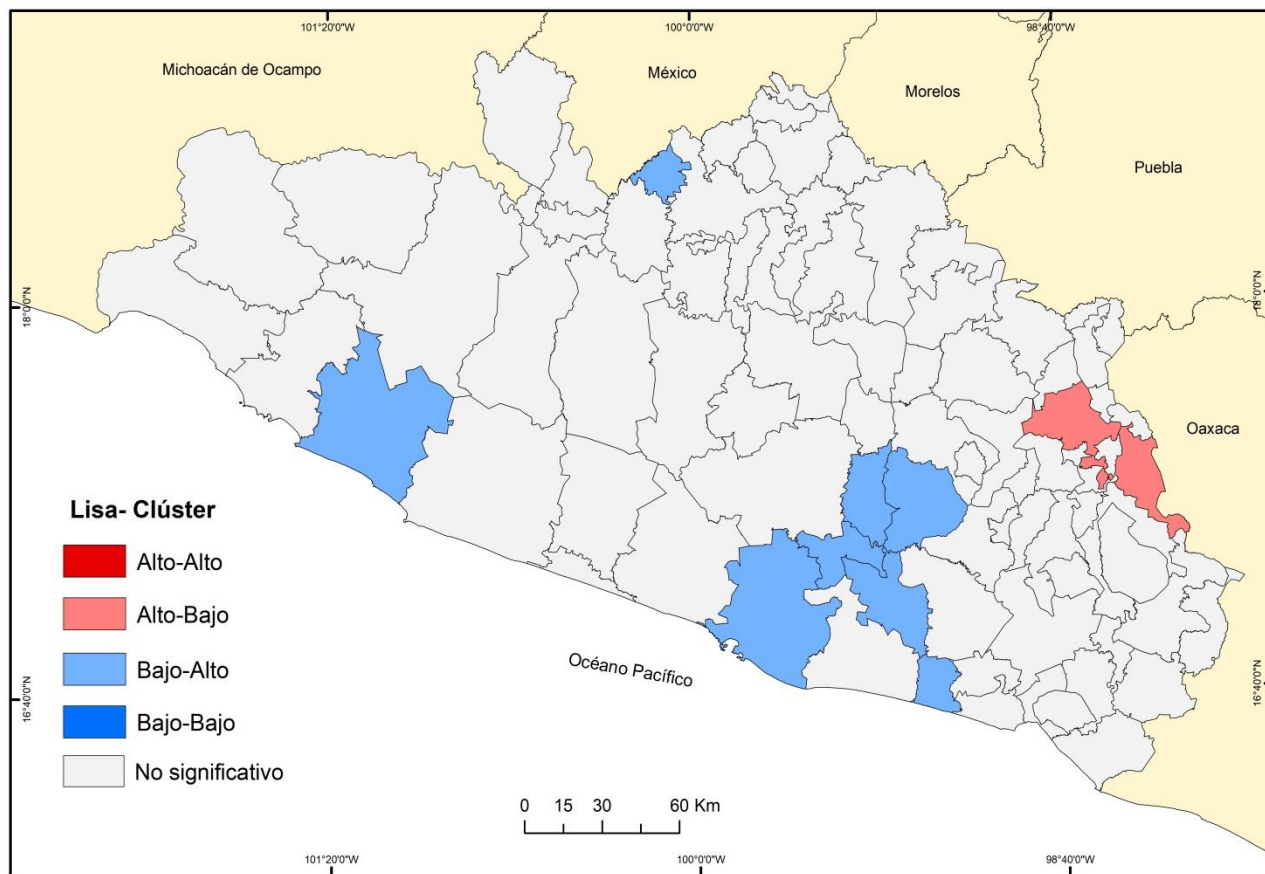 101°20'0"W 100°0'0"W 98°40'0"W
Michoacán de Ocampo
México
Morelos
Puebla
18°0'0"N
18°0'0"N
Oaxaca
Lisa- Clúster
Alto-Alto
Alto-Bajo
Bajo-Alto
Bajo-Bajo
No significativo
Océano Pacífico
16°40'0"N
16°40'0"N
0 15 30 60 Km
101°20'0"W 100°0'0"W 98°40'0"W